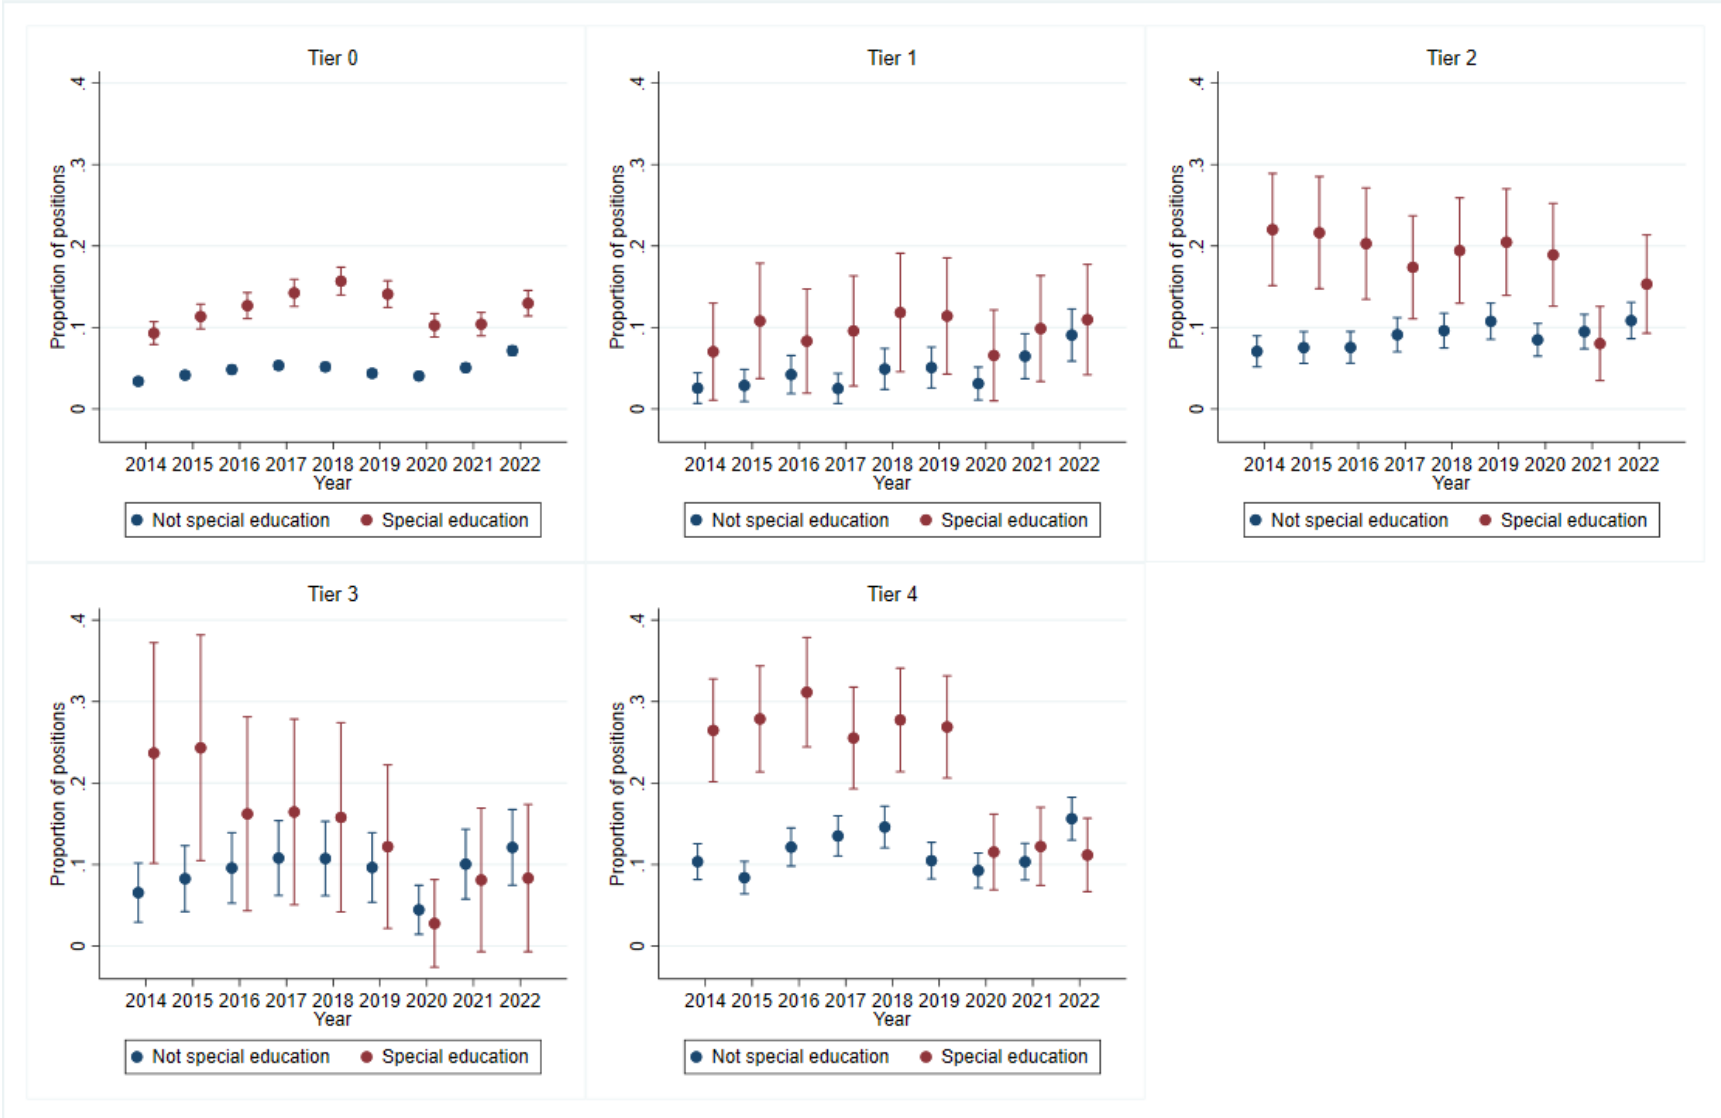 Tier 0
Proportion of positions
.4
.3
.2
.1
0
2014 2015 2016 2017 2018 2019 2020 2021 2022
Year
Not special education Special education
Tier 1
Proportion of positions
.4
.3
.2
.1
0
2014 2015 2016 2017 2018 2019 2020 2021 2022
Year
Not special education Special education
Tier 2
Proportion of positions
.4
.3
.2
.1
0
2014 2015 2016 2017 2018 2019 2020 2021 2022
Year
Not special education Special education
Tier 3
Proportion of positions
.4
.3
.2
.1
0
2014 2015 2016 2017 2018 2019 2020 2021 2022
Year
Not special education Special education
Tier 4
Proportion of positions
.4
.3
.2
.1
0
2014 2015 2016 2017 2018 2019 2020 2021 2022
Year
Not special education Special education